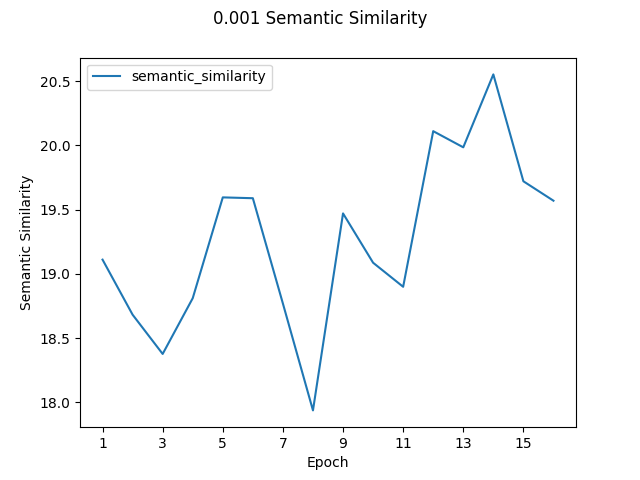 0.001 Semantic Similarity
semantic_similarity
Semantic Similarity
20.5
20.0
19.5
19.0
18.5
18.0
1 3 5 7 9 11 13 15
Epoch